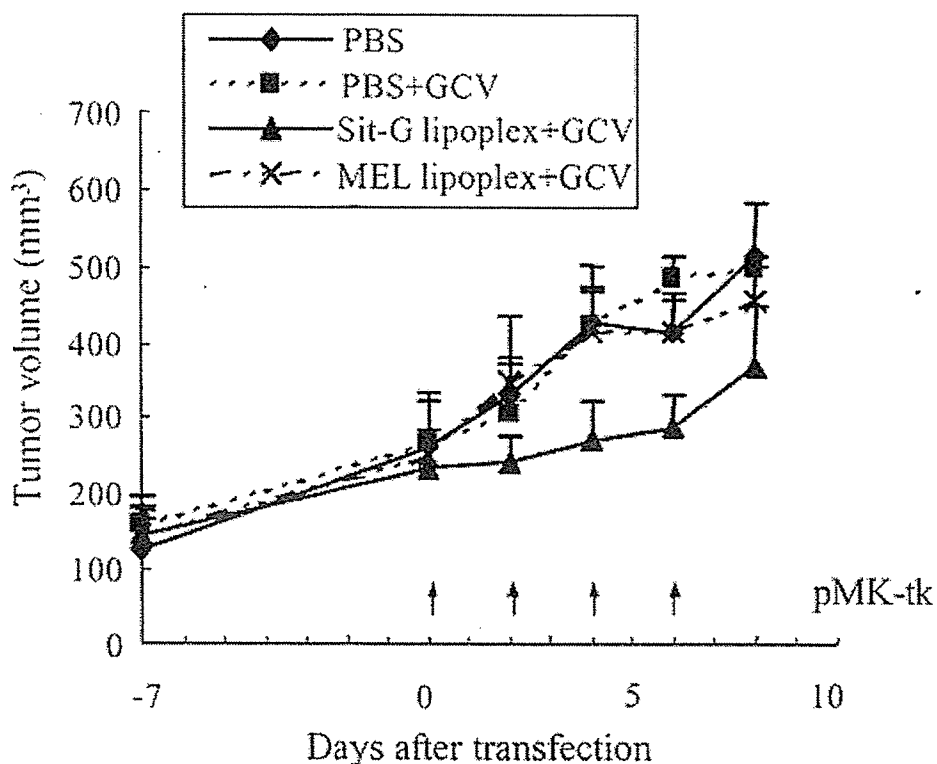 PBS
PBS+GCV
Sit-G lipoplex+GCV
MEL lipoplex+GCV
Tumor volume (mm³)
700
600
500
400
300
200
100
0
pMK-tk
-7
0
5
10
Days after transfection